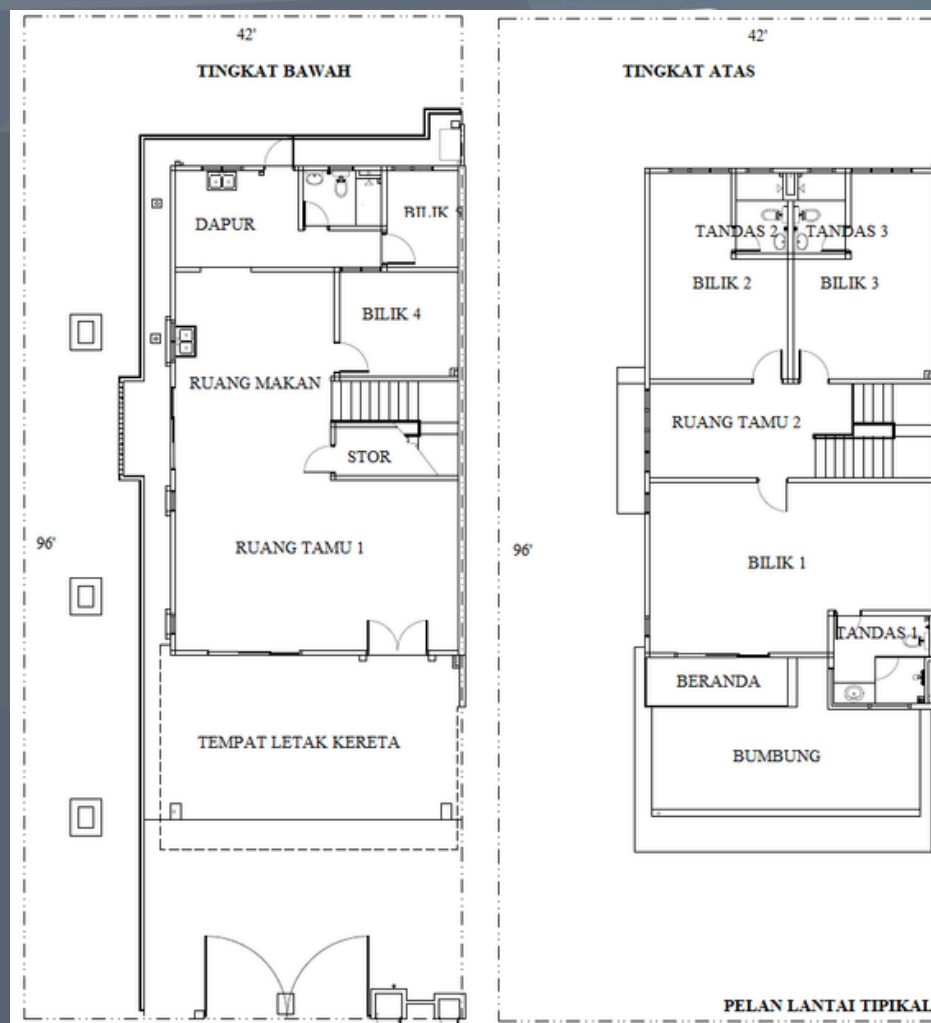 42'
TINGKAT BAWAH
DAPUR
BILIK 5
BILIK 4
RUANG MAKAN
STOR
96'
RUANG TAMU 1
TEMPAT LETAK KERETA
42'
TINGKAT ATAS
TANDAS 2
TANDAS 3
BILIK 2
BILIK 3
RUANG TAMU 2
96'
BILIK 1
TANDAS 1
BERANDA
BUMBUNG
PELAN LANTAI TIPIKAL